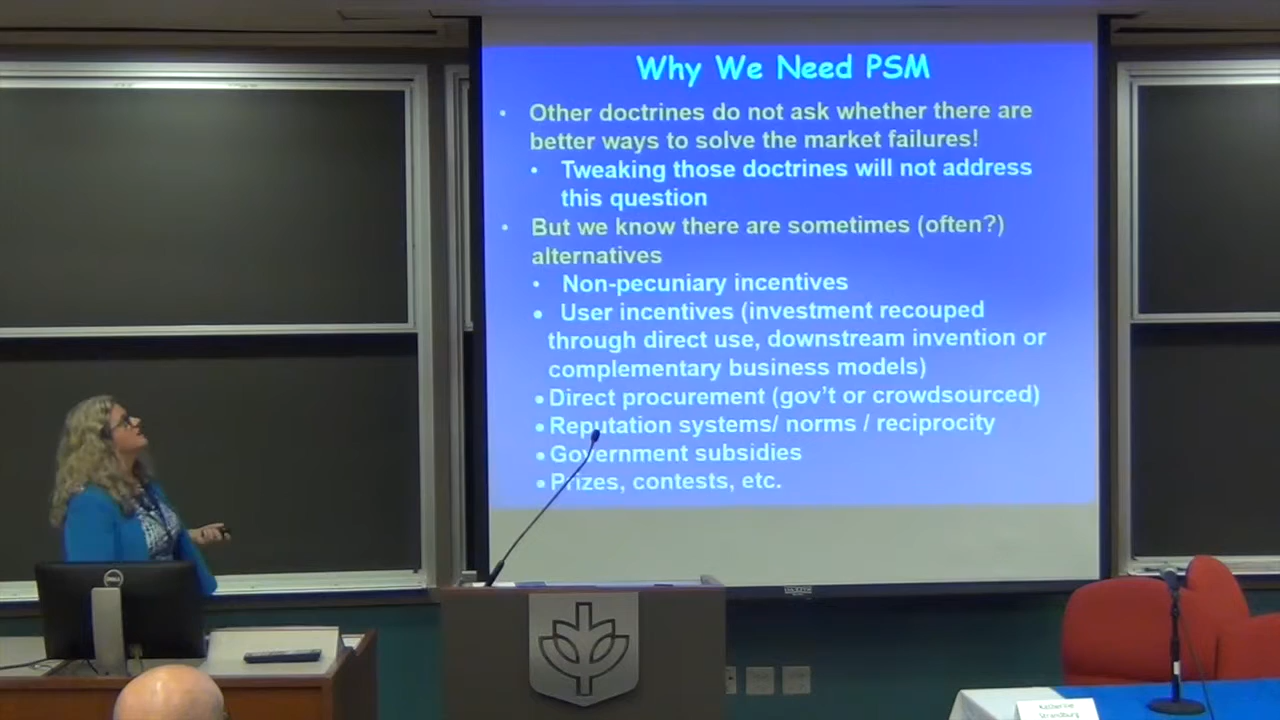 Why We Need PSM
• Other doctrines do not ask whether there are
better ways to solve the market failures!
• Tweaking those doctrines will not address
this question
• But we know there are sometimes (often?)
alternatives
• Non-pecuniary incentives
• User incentives (investment recouped
through direct use, downstream invention or
complementary business models)
• Direct procurement (gov't or crowdsourced)
• Reputation systems/ norms / reciprocity
• Government subsidies
• Prizes, contests, etc.
DELL
Katherine
Strandburg